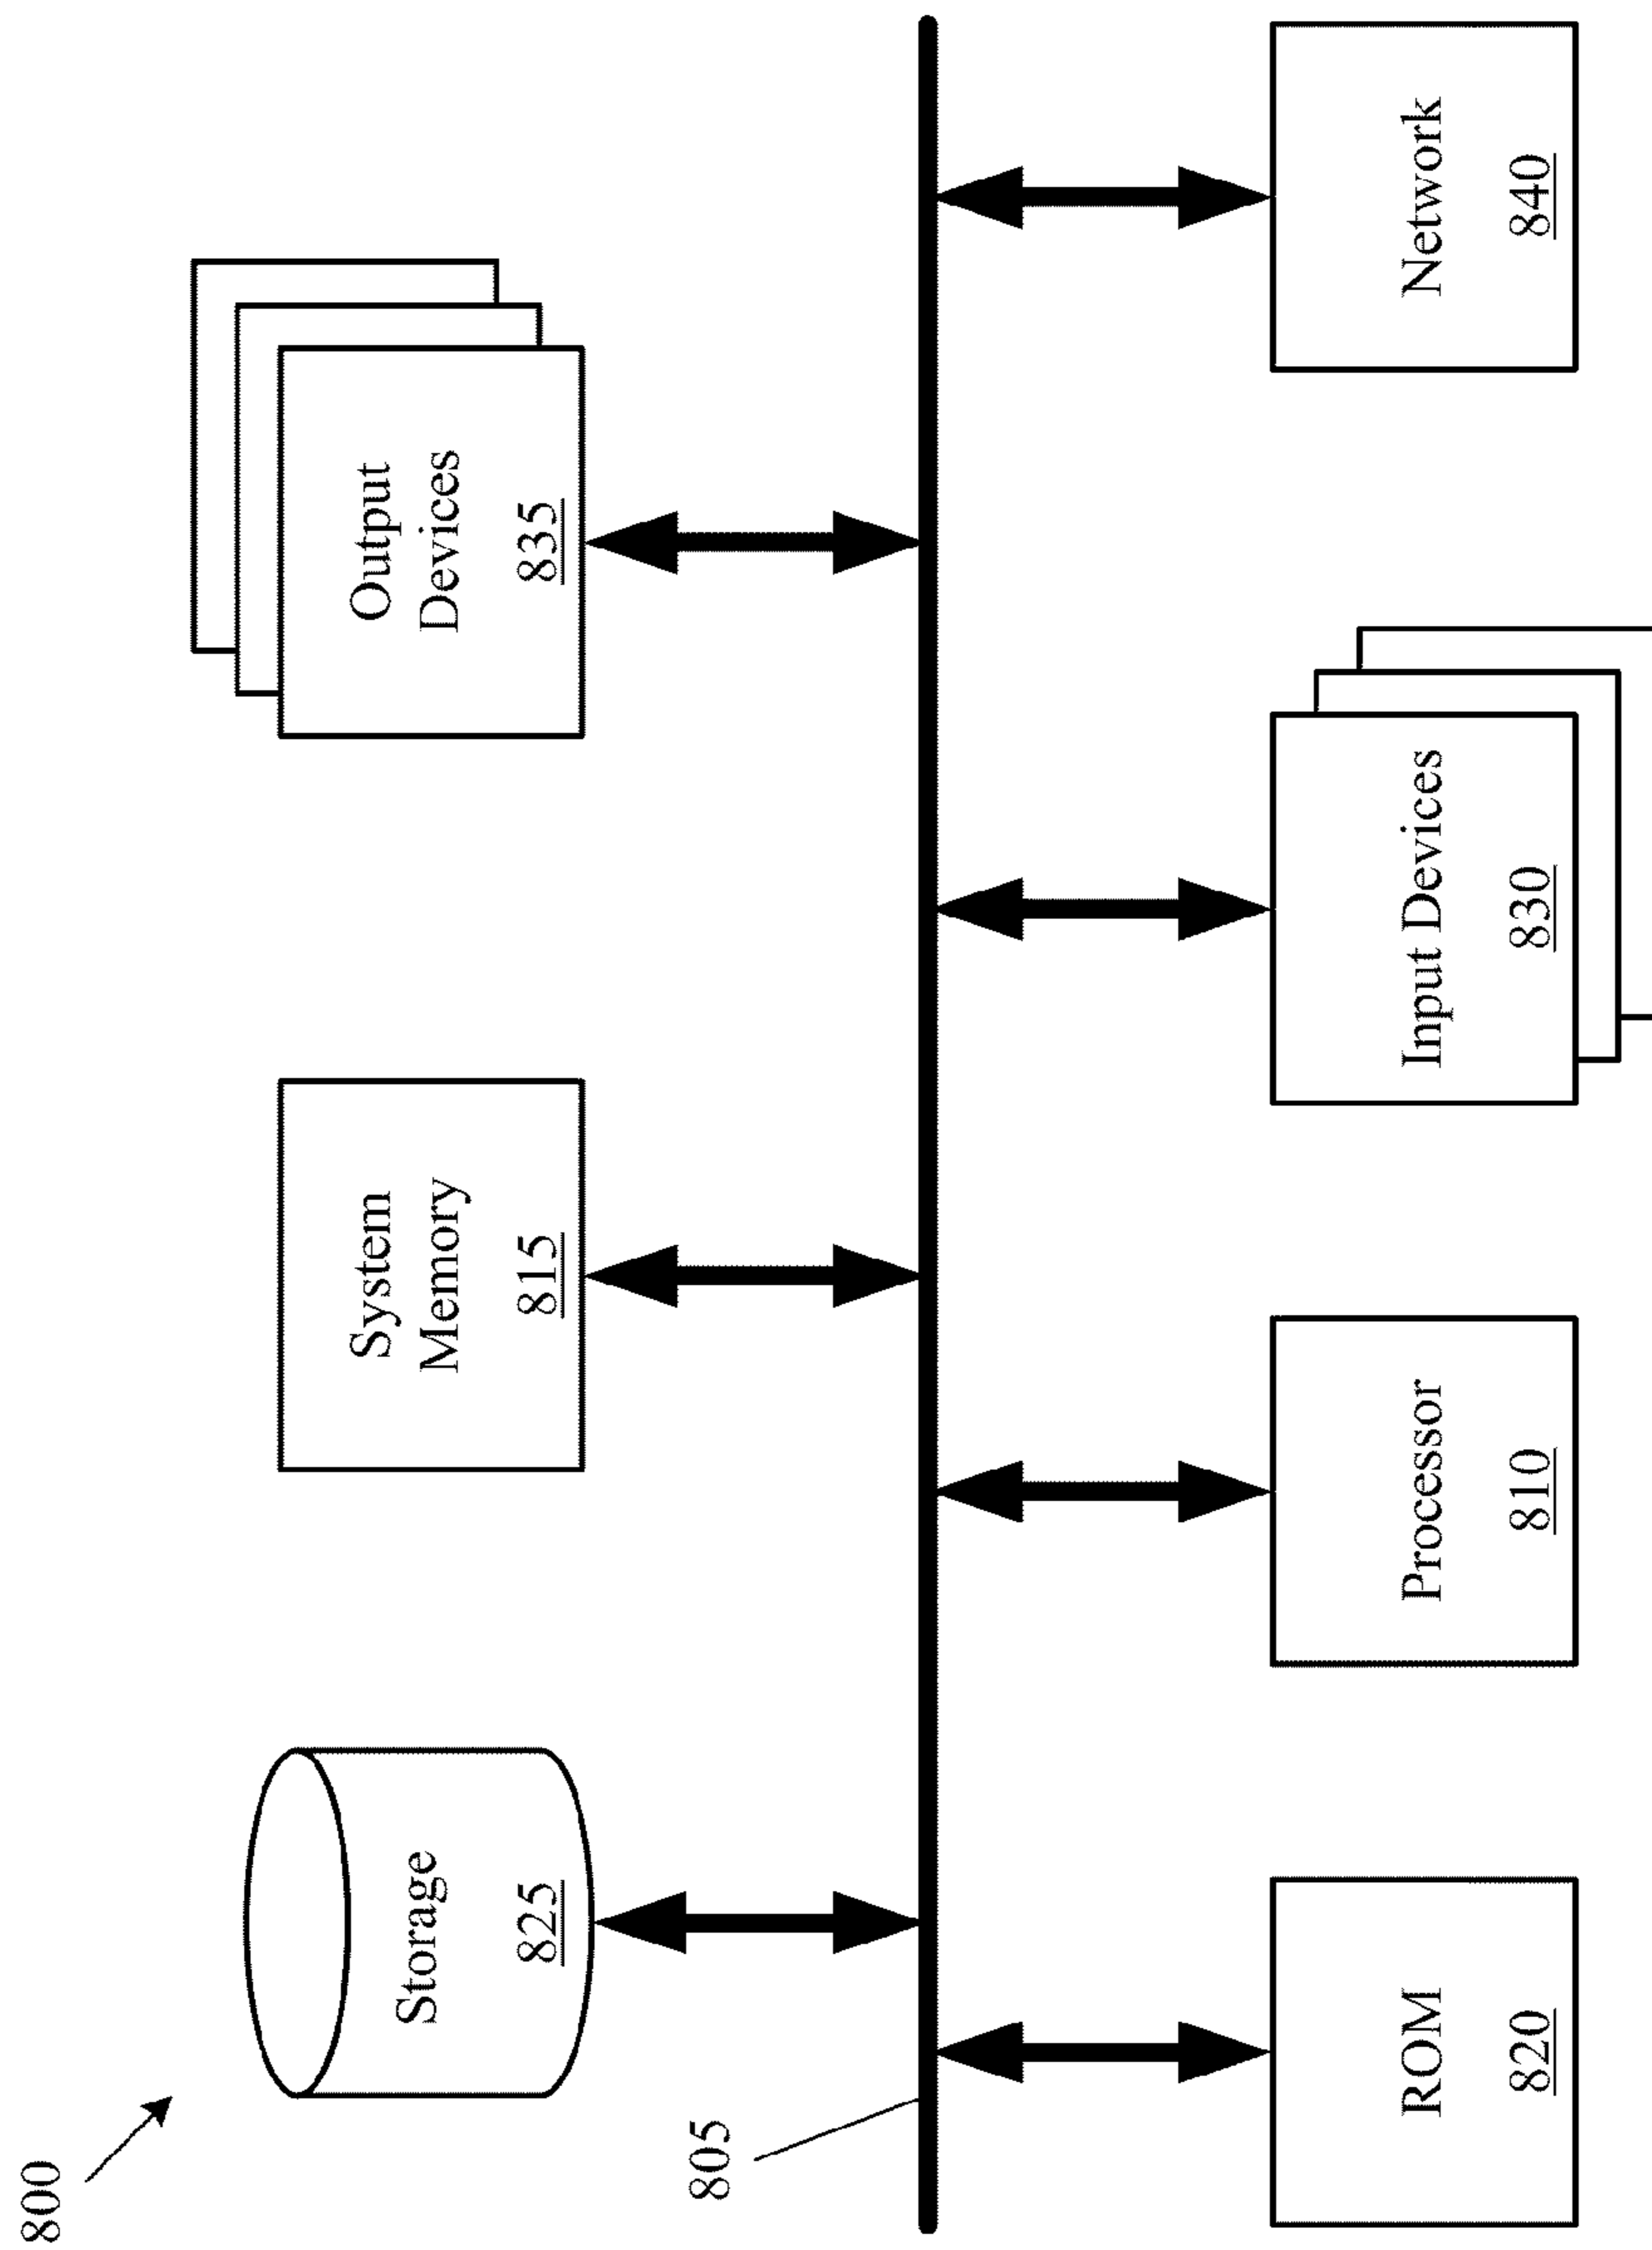 800
Storage
825
System
Memory
815
Output
Devices
835
805
ROM
820
Processor
810
Input Devices
830
Network
840